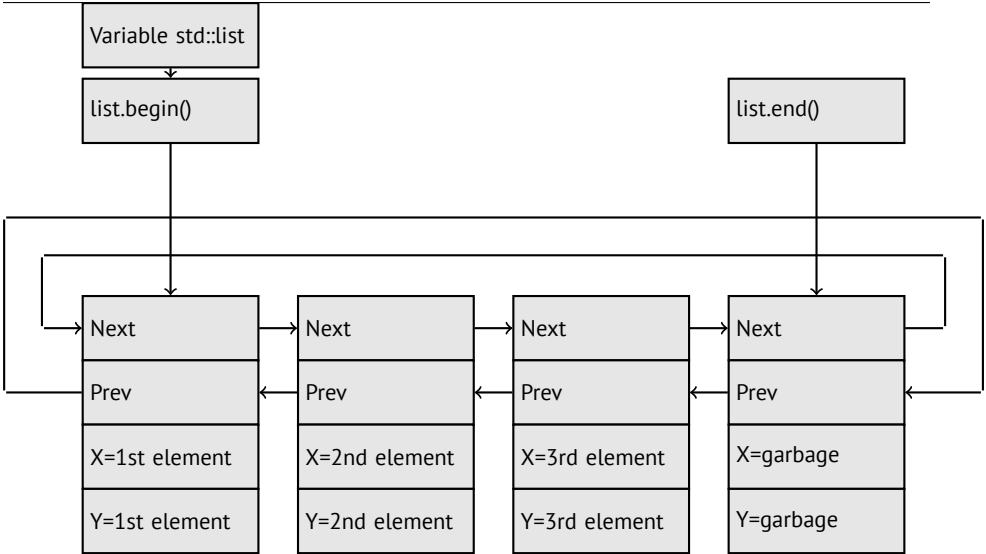 Variable std::list
list.begin()
list.end()
Next
Next
Next
Next
Prev
Prev
Prev
Prev
X=1st element
X=2nd element
X=3rd element
X=garbage
Y=1st element
Y=2nd element
Y=3rd element
Y=garbage